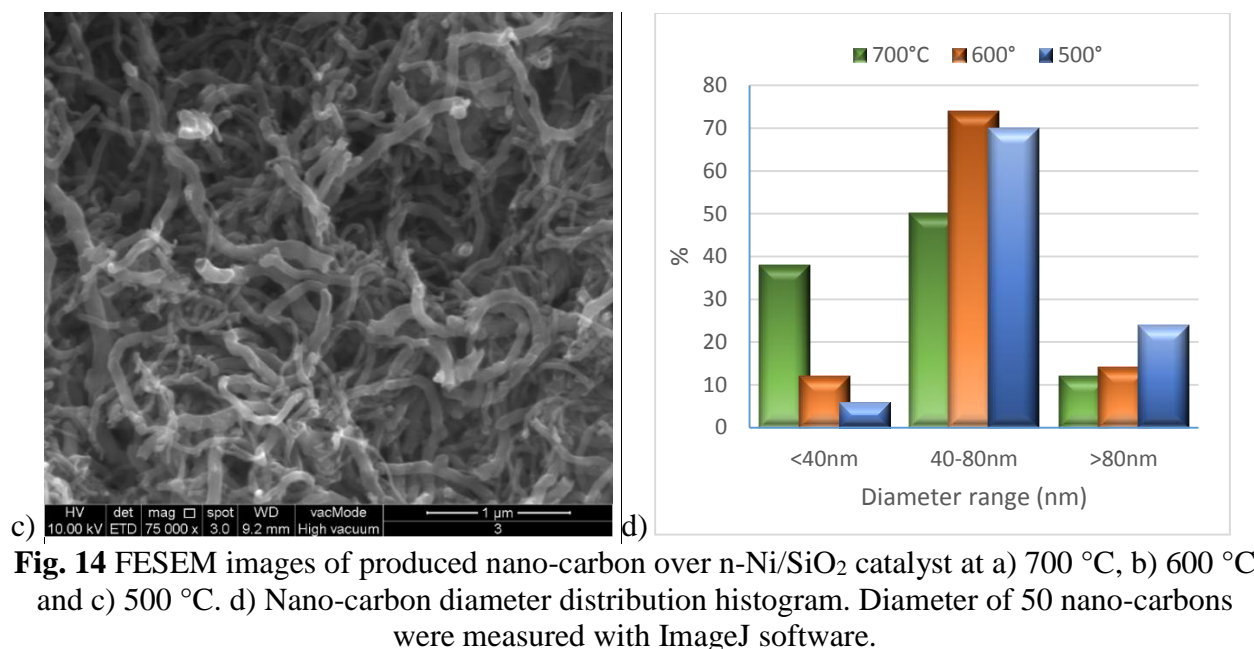 c)
HV det mag □ spot WD vacMode
10.00 kV ETD 75 000 x 3.0 9.2 mm High vacuum
1 µm
3
d)
700°C 600° 500°
80
70
60
50
40
30
20
10
0
%
<40nm 40-80nm >80nm
Diameter range (nm)
Fig. 14 FESEM images of produced nano-carbon over n-Ni/SiO₂ catalyst at a) 700 °C, b) 600 °C
and c) 500 °C. d) Nano-carbon diameter distribution histogram. Diameter of 50 nano-carbons
were measured with ImageJ software.